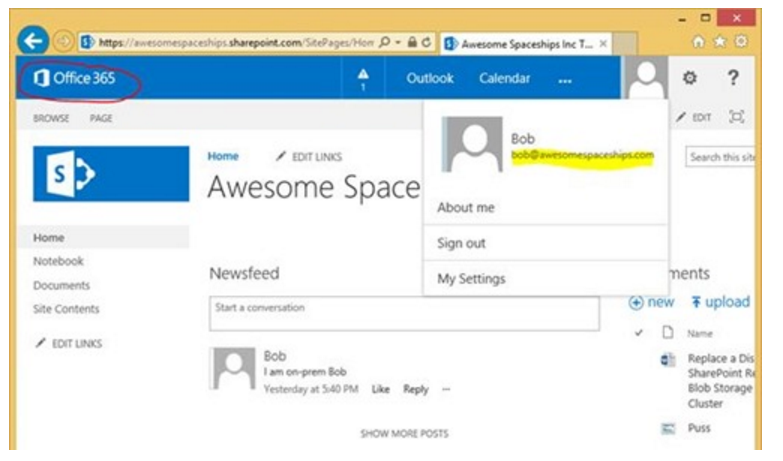 https://awesomespaceships.sharepoint.com/SitePages/Hom
Awesome Spaceships Inc T...
Office 365
1
Outlook
Calendar
...
?
BROWSE
PAGE
EDIT
S
Home
EDIT LINKS
Search this site
Awesome Space
Bob
bob@awesomespaceships.com
About me
Sign out
My Settings
Home
Notebook
Documents
Site Contents
EDIT LINKS
Newsfeed
Start a conversation
Bob
I am on-prem Bob
Yesterday at 5:40 PM Like Reply ...
SHOW MORE POSTS
ments
new
upload
Name
Replace a Dis
SharePoint Re
Blob Storage
Cluster
Puss